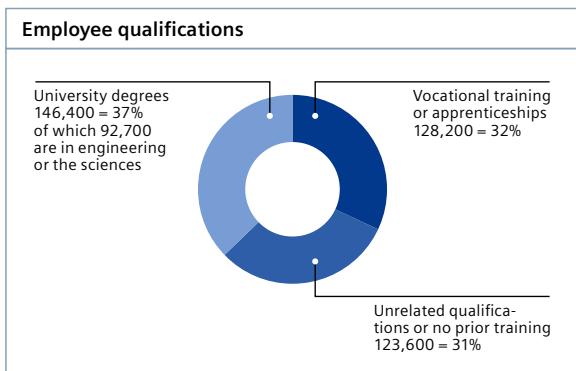 Employee qualifications
University degrees
146,400 = 37%
of which 92,700
are in engineering
or the sciences
Vocational training
or apprenticeships
128,200 = 32%
Unrelated qualifica-
tions or no prior training
123,600 = 31%